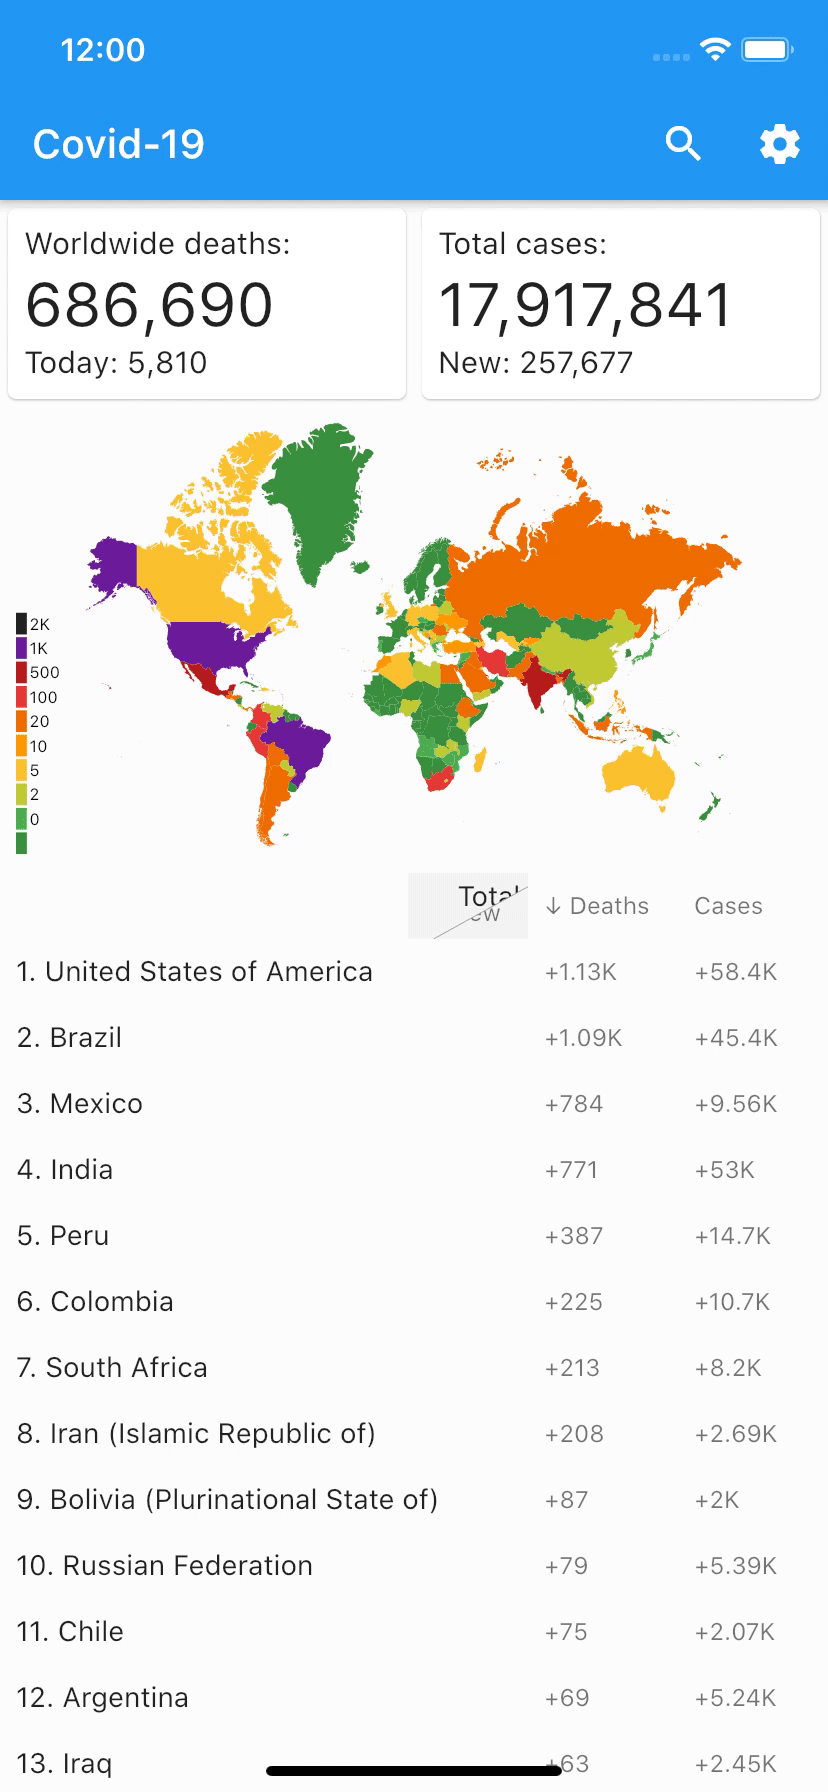 12:00
Covid-19
Worldwide deaths:
686,690
Today: 5,810
Total cases:
17,917,841
New: 257,677
2K
1K
500
100
20
10
5
2
0
↓ Deaths Cases
1. United States of America +1.13K +58.4K
2. Brazil +1.09K +45.4K
3. Mexico +784 +9.56K
4. India +771 +53K
5. Peru +387 +14.7K
6. Colombia +225 +10.7K
7. South Africa +213 +8.2K
8. Iran (Islamic Republic of) +208 +2.69K
9. Bolivia (Plurinational State of) +87 +2K
10. Russian Federation +79 +5.39K
11. Chile +75 +2.07K
12. Argentina +69 +5.24K
13. Iraq +63 +2.45K